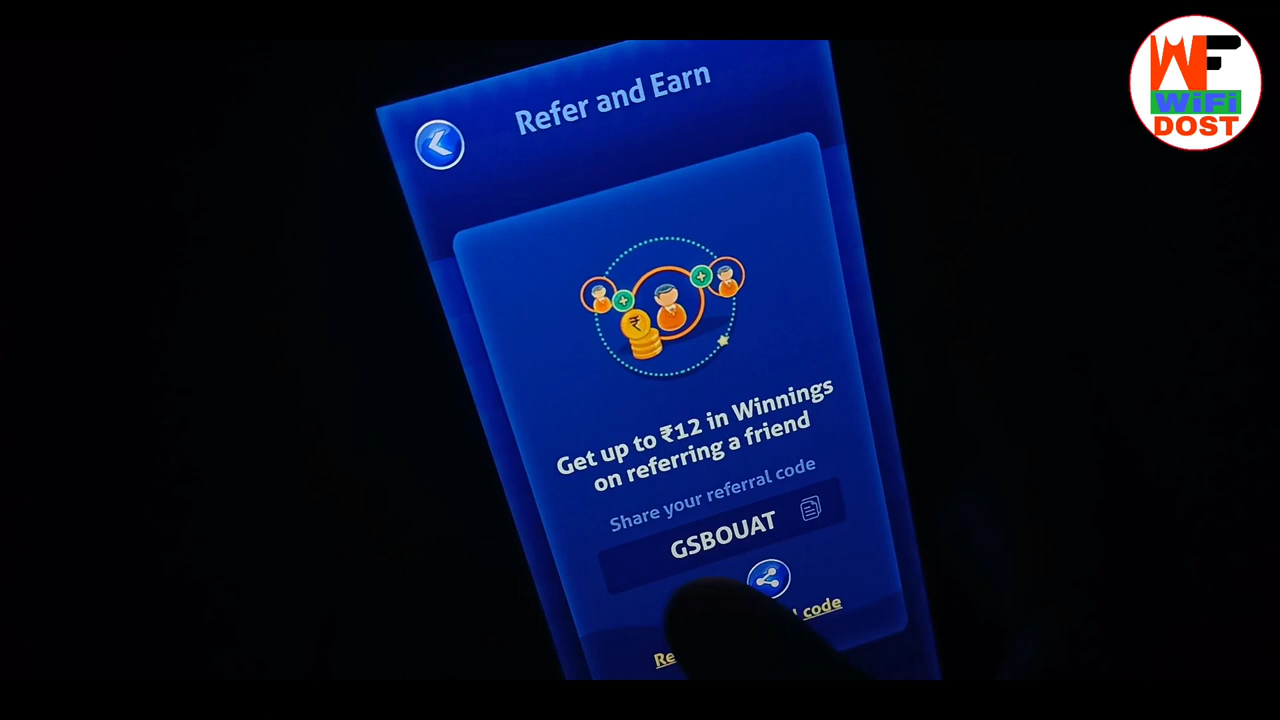 WF
WiFi
DOST
Refer and Earn
₹
Get up to ₹12 in Winnings
on referring a friend
Share your referral code
GSBOUAT
code